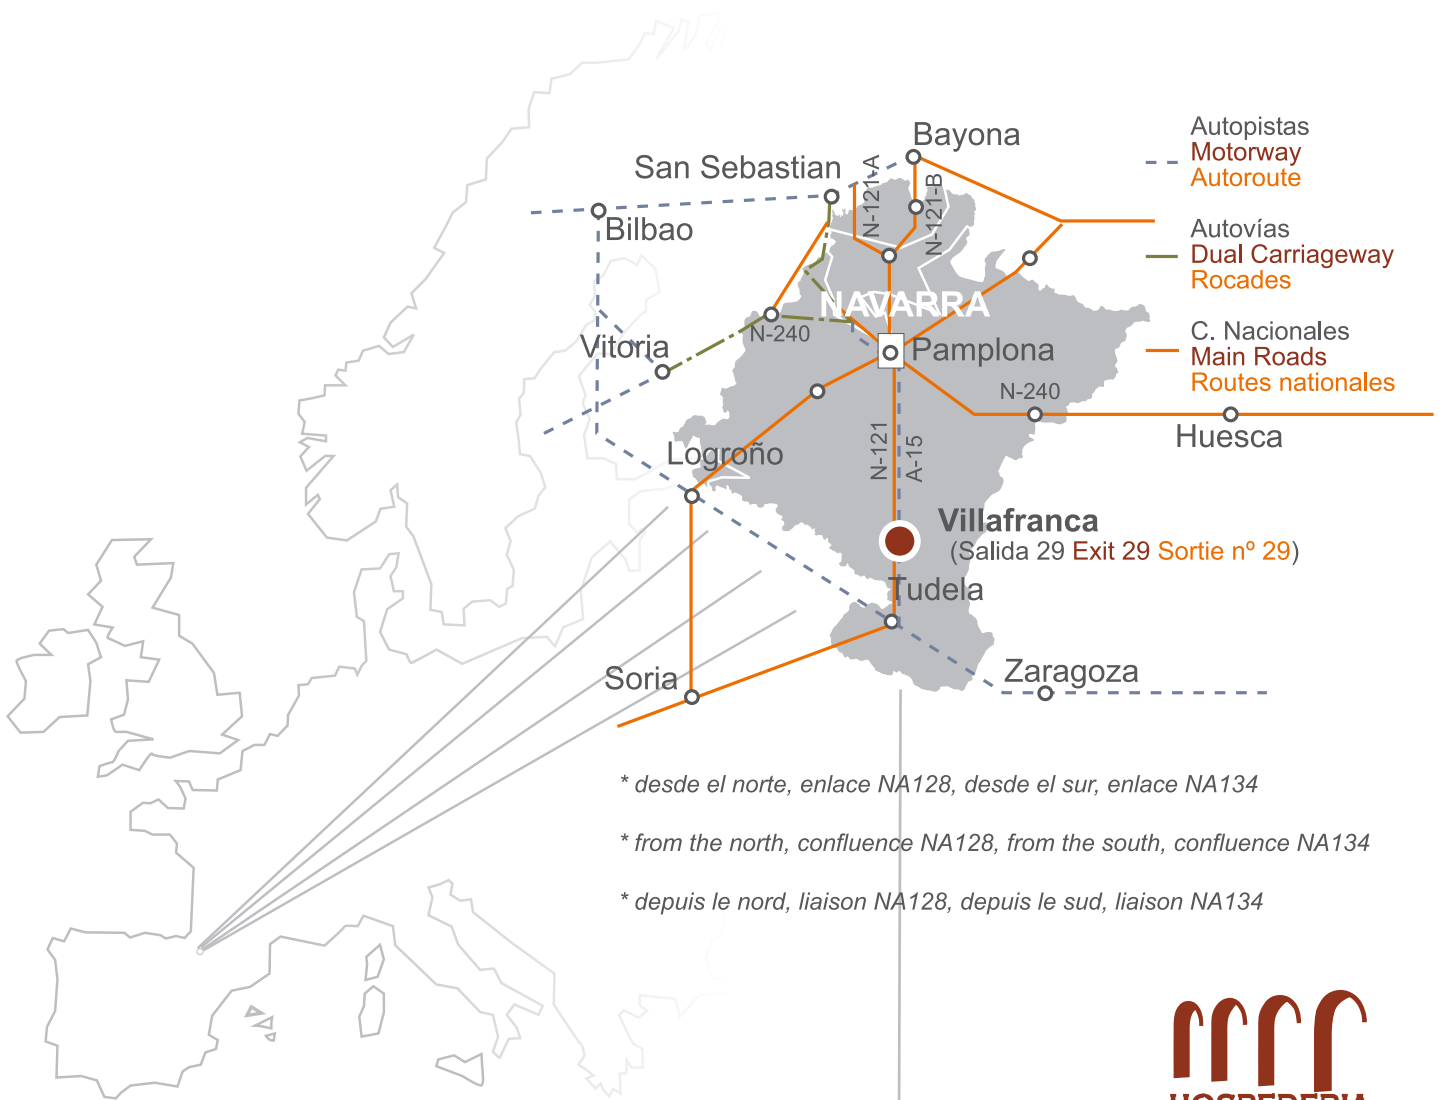 Bayona
San Sebastian
Bilbao
N-121-A
N-121-B
Autopistas
Motorway
Autoroute
Autovías
Dual Carriageway
Rocades
C. Nacionales
Main Roads
Routes nationales
NAVARRA
N-240
Vitoria
Pamplona
N-240
Huesca
Logroño
N-121
A-15
Villafranca
(Salida 29 Exit 29 Sortie nº 29)
Tudela
Soria
Zaragoza
* desde el norte, enlace NA128, desde el sur, enlace NA134
* from the north, confluence NA128, from the south, confluence NA134
* depuis le nord, liaison NA128, depuis le sud, liaison NA134
HOSPEDERIA